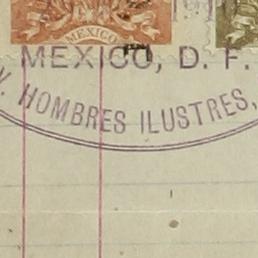 MEXICO
MEXICO, D. F.
V. HOMBRES ILUSTRES,